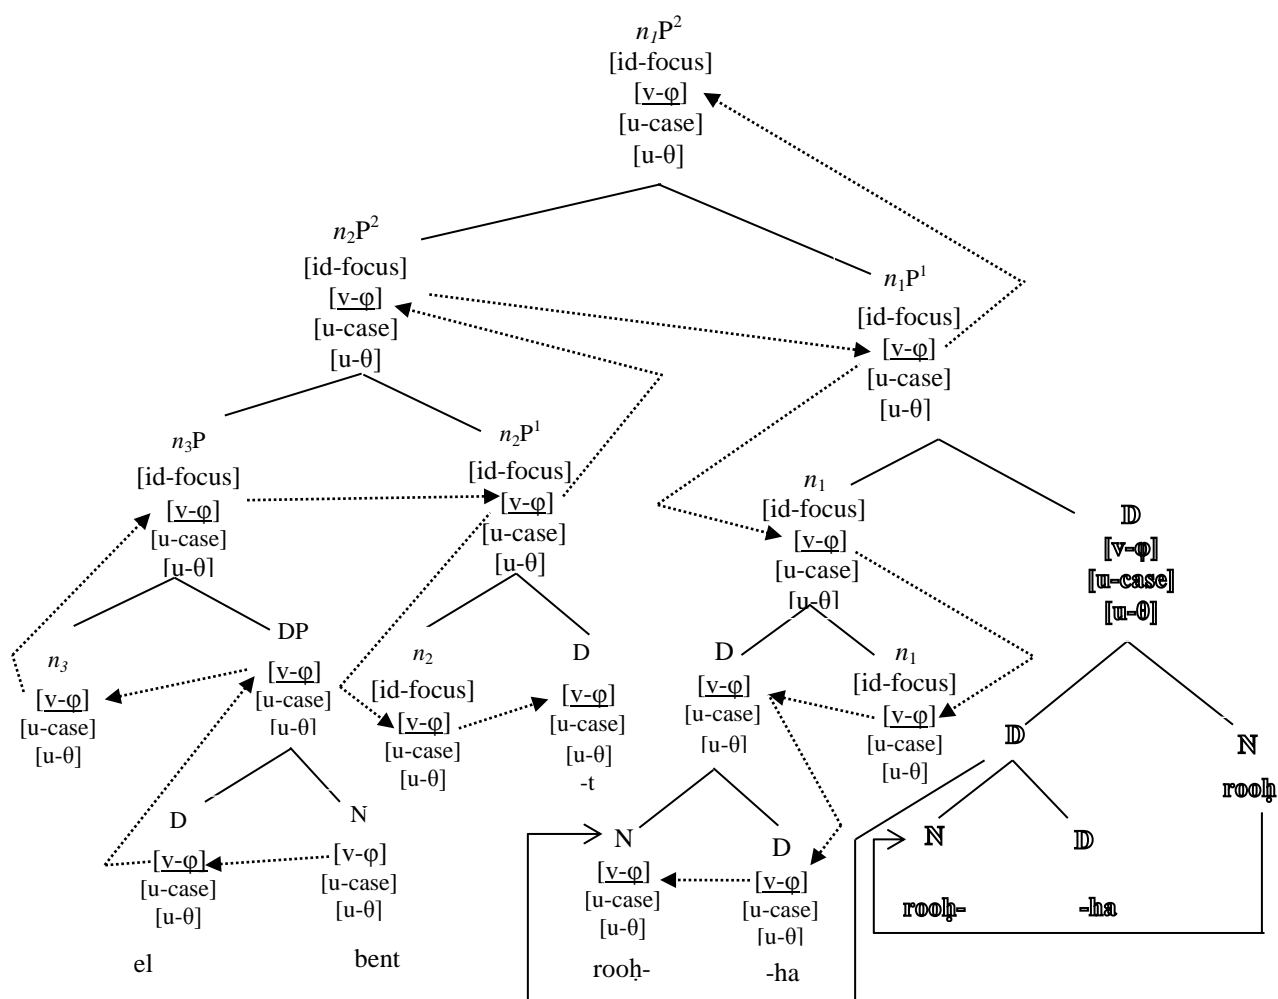 n₁P²
[id-focus]
[v-φ]
[u-case]
[u-θ]
n₂P²
[id-focus]
[v-φ]
[u-case]
[u-θ]
n₁P¹
[id-focus]
[v-φ]
[u-case]
[u-θ]
n₃P
[id-focus]
[v-φ]
[u-case]
[u-θ]
n₂P¹
[id-focus]
[v-φ]
[u-case]
[u-θ]
n₁
[id-focus]
[v-φ]
[u-case]
[u-θ]
D
[v-φ]
[u-case]
[u-θ]
n₃
[v-φ]
[u-case]
[u-θ]
DP
[v-φ]
[u-case]
[u-θ]
n₂
[id-focus]
[v-φ]
[u-case]
[u-θ]
D
[v-φ]
[u-case]
[u-θ]
-t
D
[v-φ]
[u-case]
[u-θ]
n₁
[id-focus]
[v-φ]
[u-case]
[u-θ]
D
N
rooḥ
D
[v-φ]
[u-case]
[u-θ]
el
N
[v-φ]
[u-case]
[u-θ]
bent
N
[v-φ]
[u-case]
[u-θ]
rooḥ-
D
[v-φ]
[u-case]
[u-θ]
-ha
N
rooḥ-
D
-ha